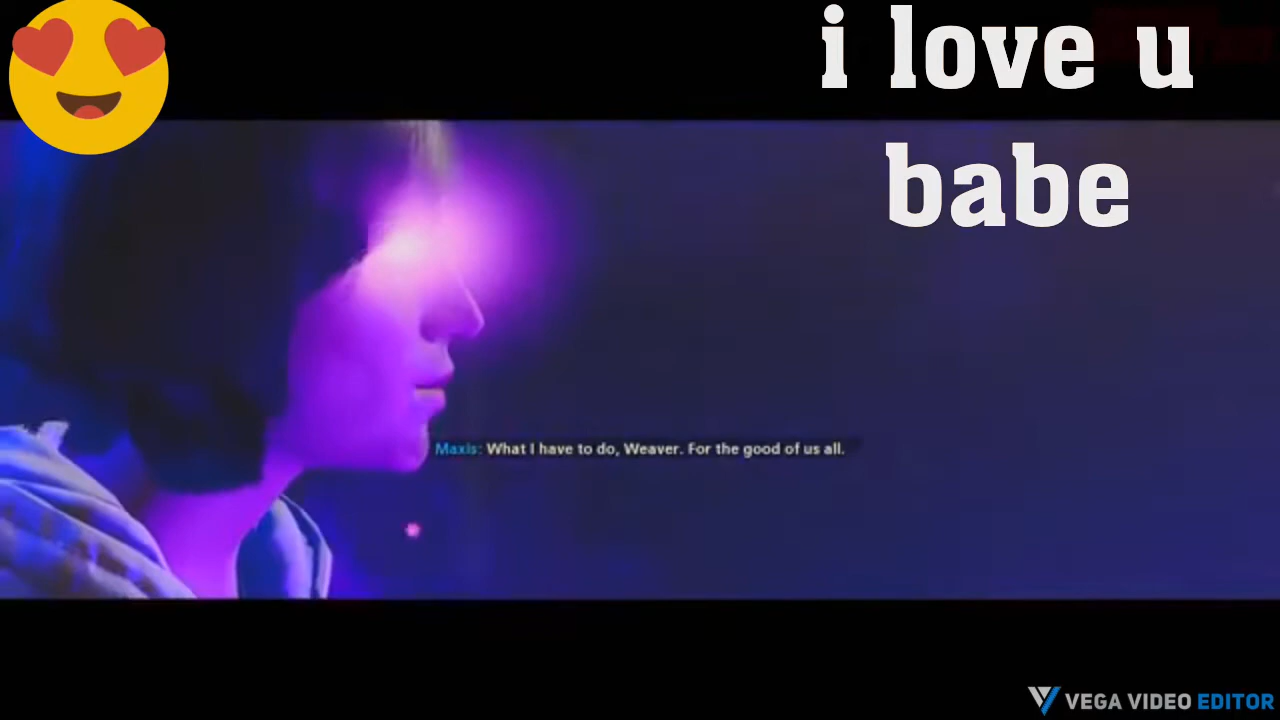 i love u
babe
Maxis: What I have to do, Weaver. For the good of us all.
VEGA VIDEO EDITOR